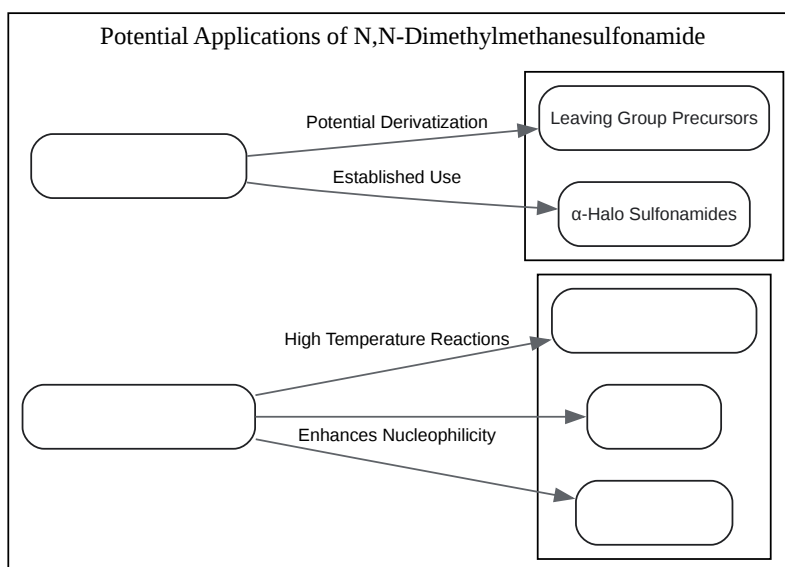 Potential Applications of N,N-Dimethylmethanesulfonamide
Potential Derivatization
Leaving Group Precursors
Established Use
α-Halo Sulfonamides
High Temperature Reactions
Enhances Nucleophilicity